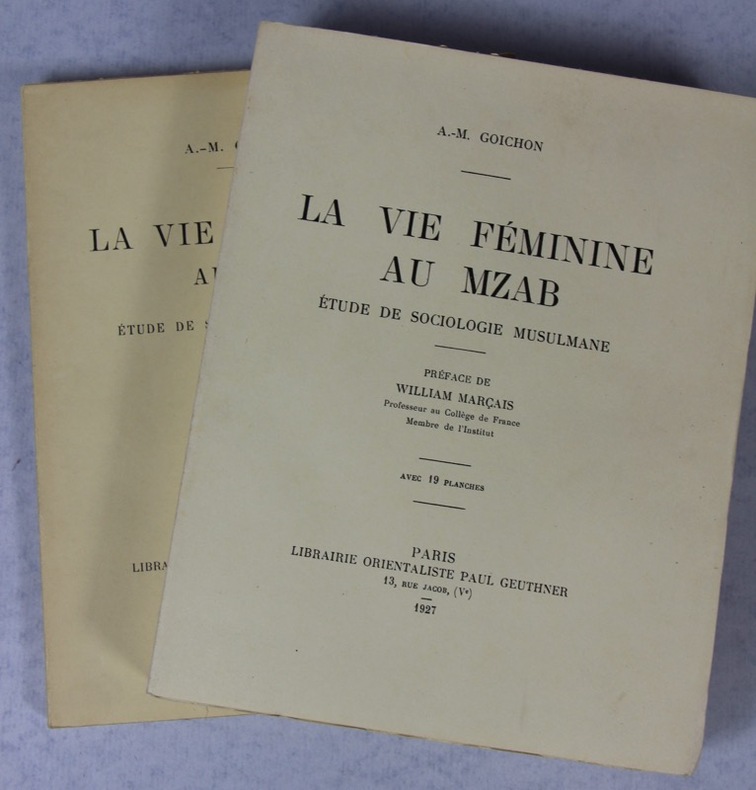 A.-M. GOICHON
LA VIE FÉMININE
AU MZAB
ÉTUDE DE SOCIOLOGIE MUSULMANE
PRÉFACE DE
WILLIAM MARÇAIS
Professeur au Collège de France
Membre de l'Institut
AVEC 19 PLANCHES
PARIS
LIBRAIRIE ORIENTALISTE PAUL GEUTHNER
13, RUE JACOB, (Vᵉ)
1927
A.-M.
LA VIE
ÉTUDE DE